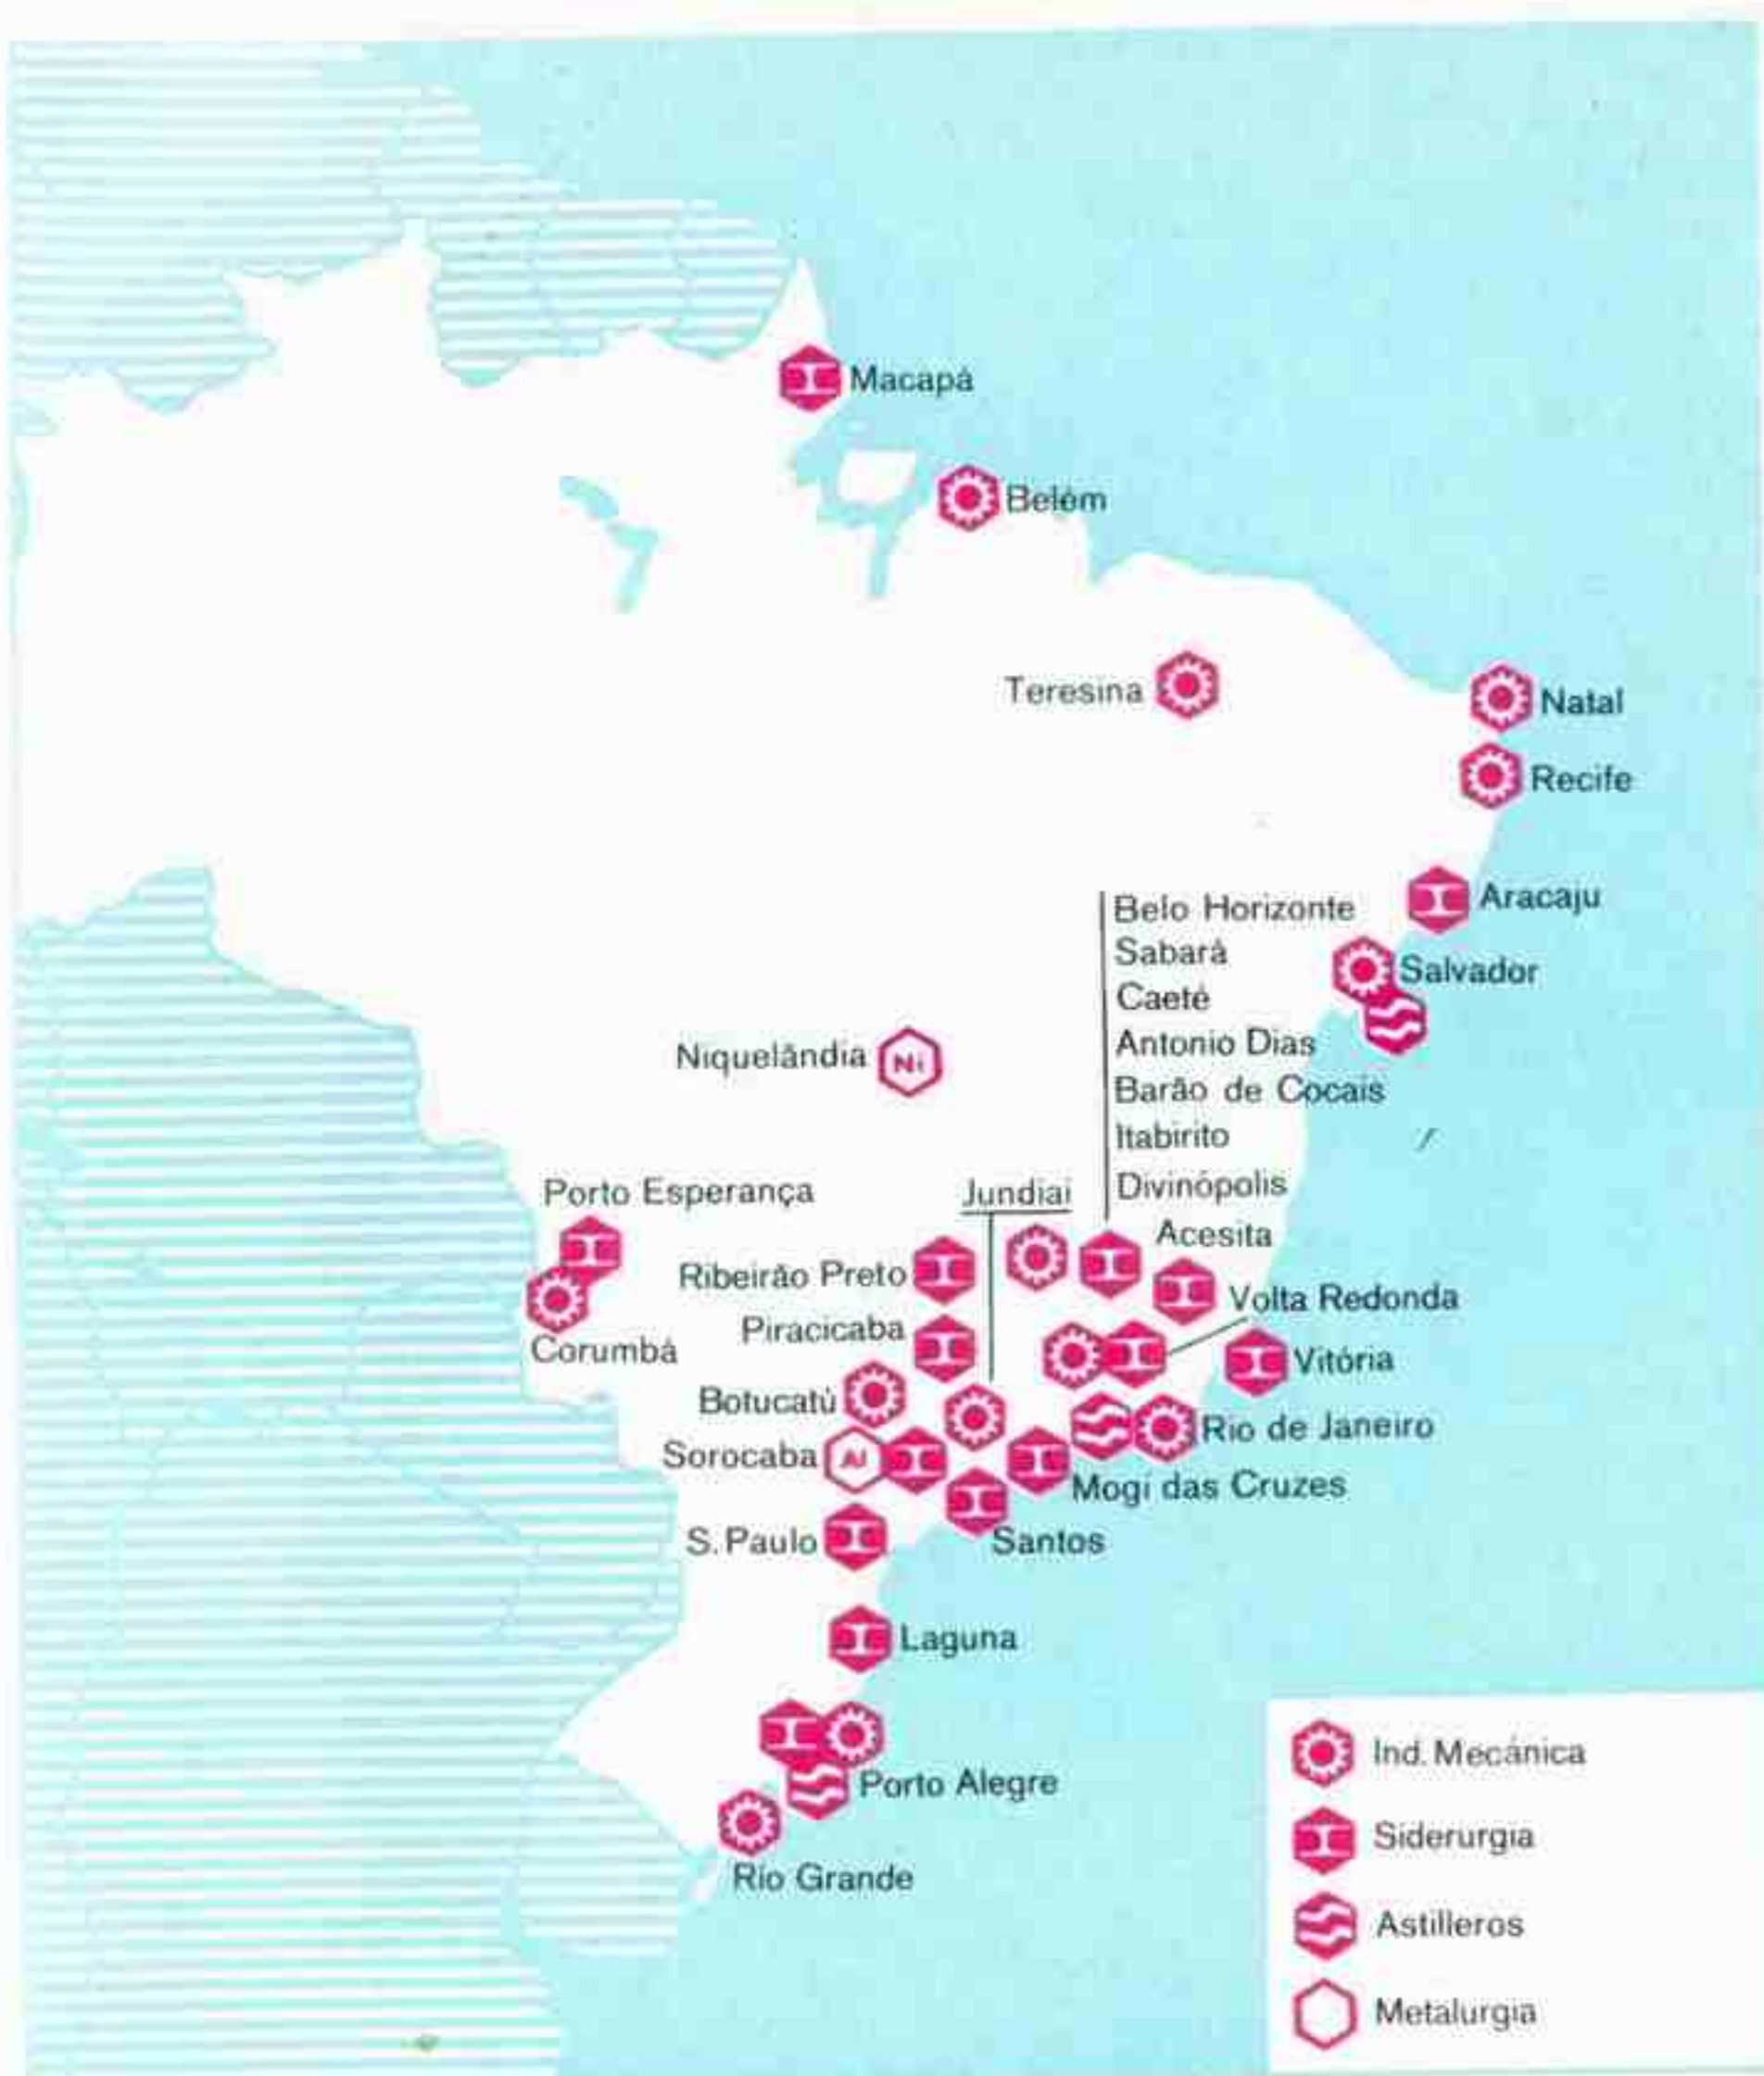 Macapá
Belém
Teresina
Natal
Recife
Aracaju
Belo Horizonte
Sabará
Caeté
Antonio Dias
Barão de Cocais
Itabirito
Divinópolis
Salvador
Niquelândia
Ni
Porto Esperança
Jundiaí
Acesita
Ribeirão Preto
Volta Redonda
Piracicaba
Corumbá
Vitória
Botucatú
Rio de Janeiro
Sorocaba
Al
Mogi das Cruzes
S. Paulo
Santos
Laguna
Porto Alegre
Rio Grande
Ind. Mecánica
Siderurgia
Astilleros
Metalurgia